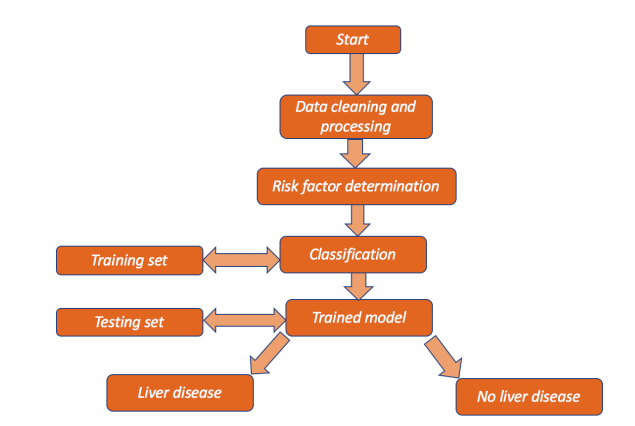 Start
Data cleaning and
processing
Risk factor determination
Classification
Training set
Trained model
Testing set
Liver disease
No liver disease